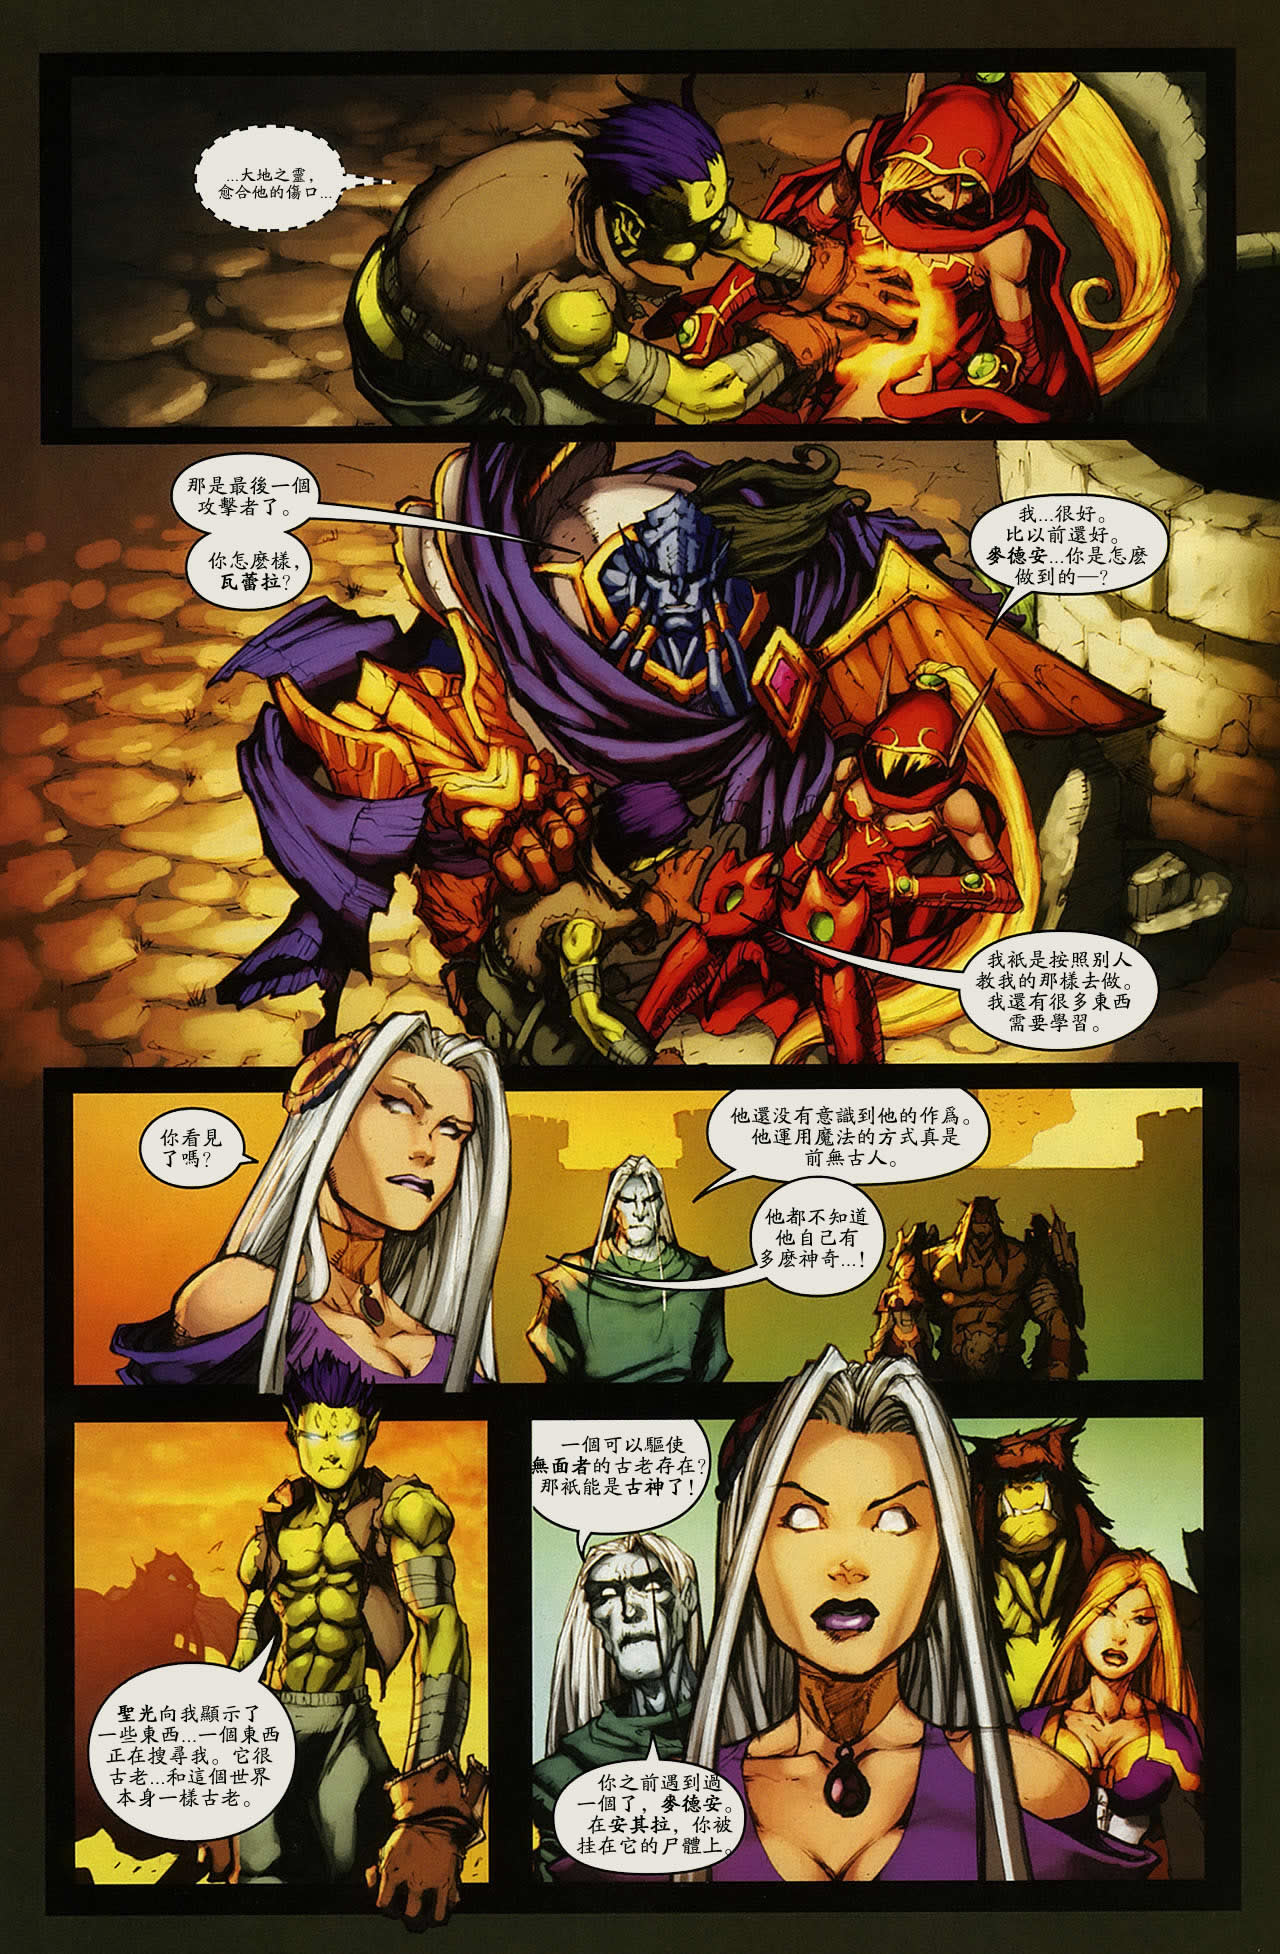 …大地之靈，
愈合他的傷口…
那是最後一個
攻擊者了。
你怎麽樣，
瓦蕾拉？
我…很好。
比以前還好。
麥德安…你是怎麽
做到的—？
我祇是按照别人
教我的那樣去做。
我還有很多東西
需要學習。
你看見
了嗎？
他還没有意識到他的作爲。
他運用魔法的方式真是
前無古人。
他都不知道
他自己有
多麽神奇…！
聖光向我顯示了
一些東西…一個東西
正在搜尋我。它很
古老…和這個世界
本身一樣古老。
一個可以驅使
無面者的古老存在？
那祇能是古神了！
你之前遇到過
一個了，麥德安。
在安其拉，你被
挂在它的尸體上。